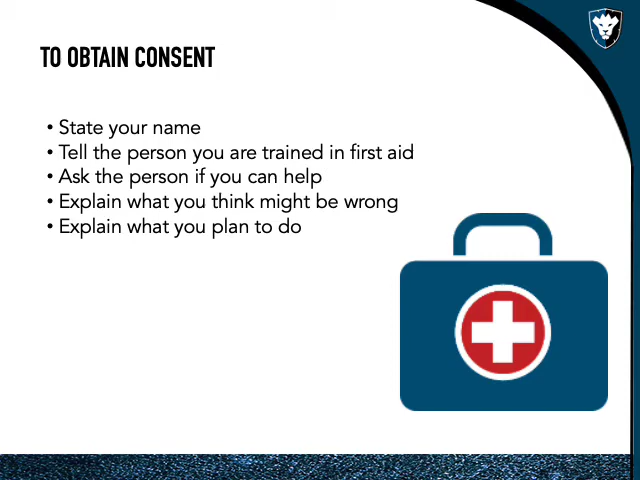 TO OBTAIN CONSENT
• State your name
• Tell the person you are trained in first aid
• Ask the person if you can help
• Explain what you think might be wrong
• Explain what you plan to do